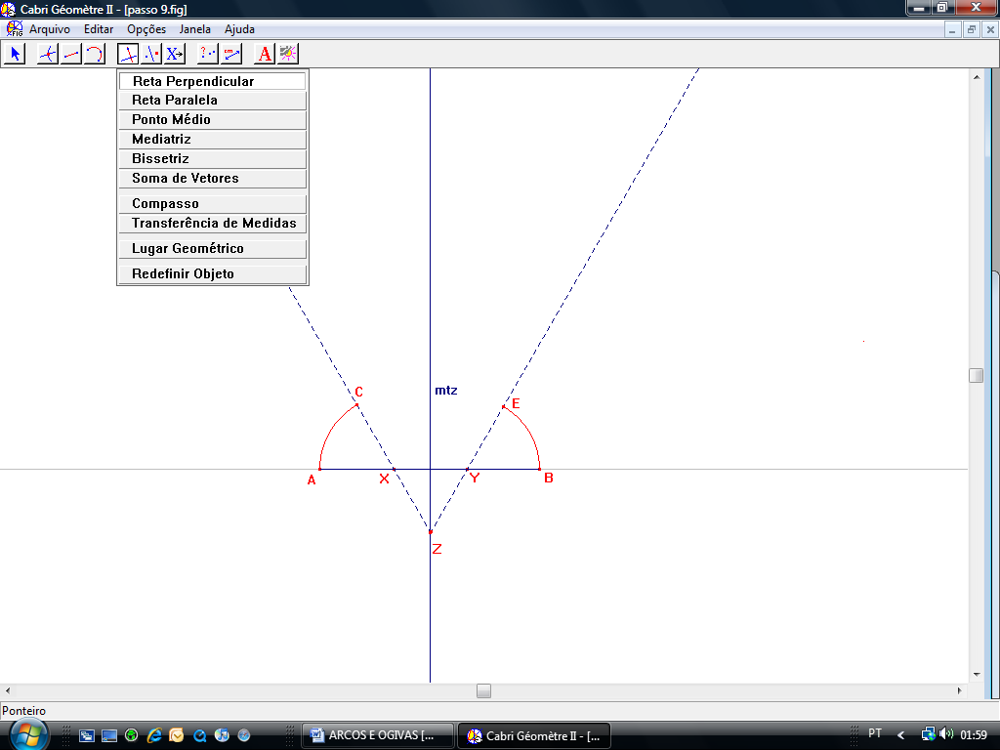 Cabri Géomètre II - [passo 9.fig]
Arquivo Editar Opções Janela Ajuda
Reta Perpendicular
Reta Paralela
Ponto Médio
Mediatriz
Bissetriz
Soma de Vetores
Compasso
Transferência de Medidas
Lugar Geométrico
Redefinir Objeto
C
mtz
E
A
X
Y
B
Z
Ponteiro
ARCOS E OGIVAS [...
Cabri Géomètre II - [...
PT
01:59